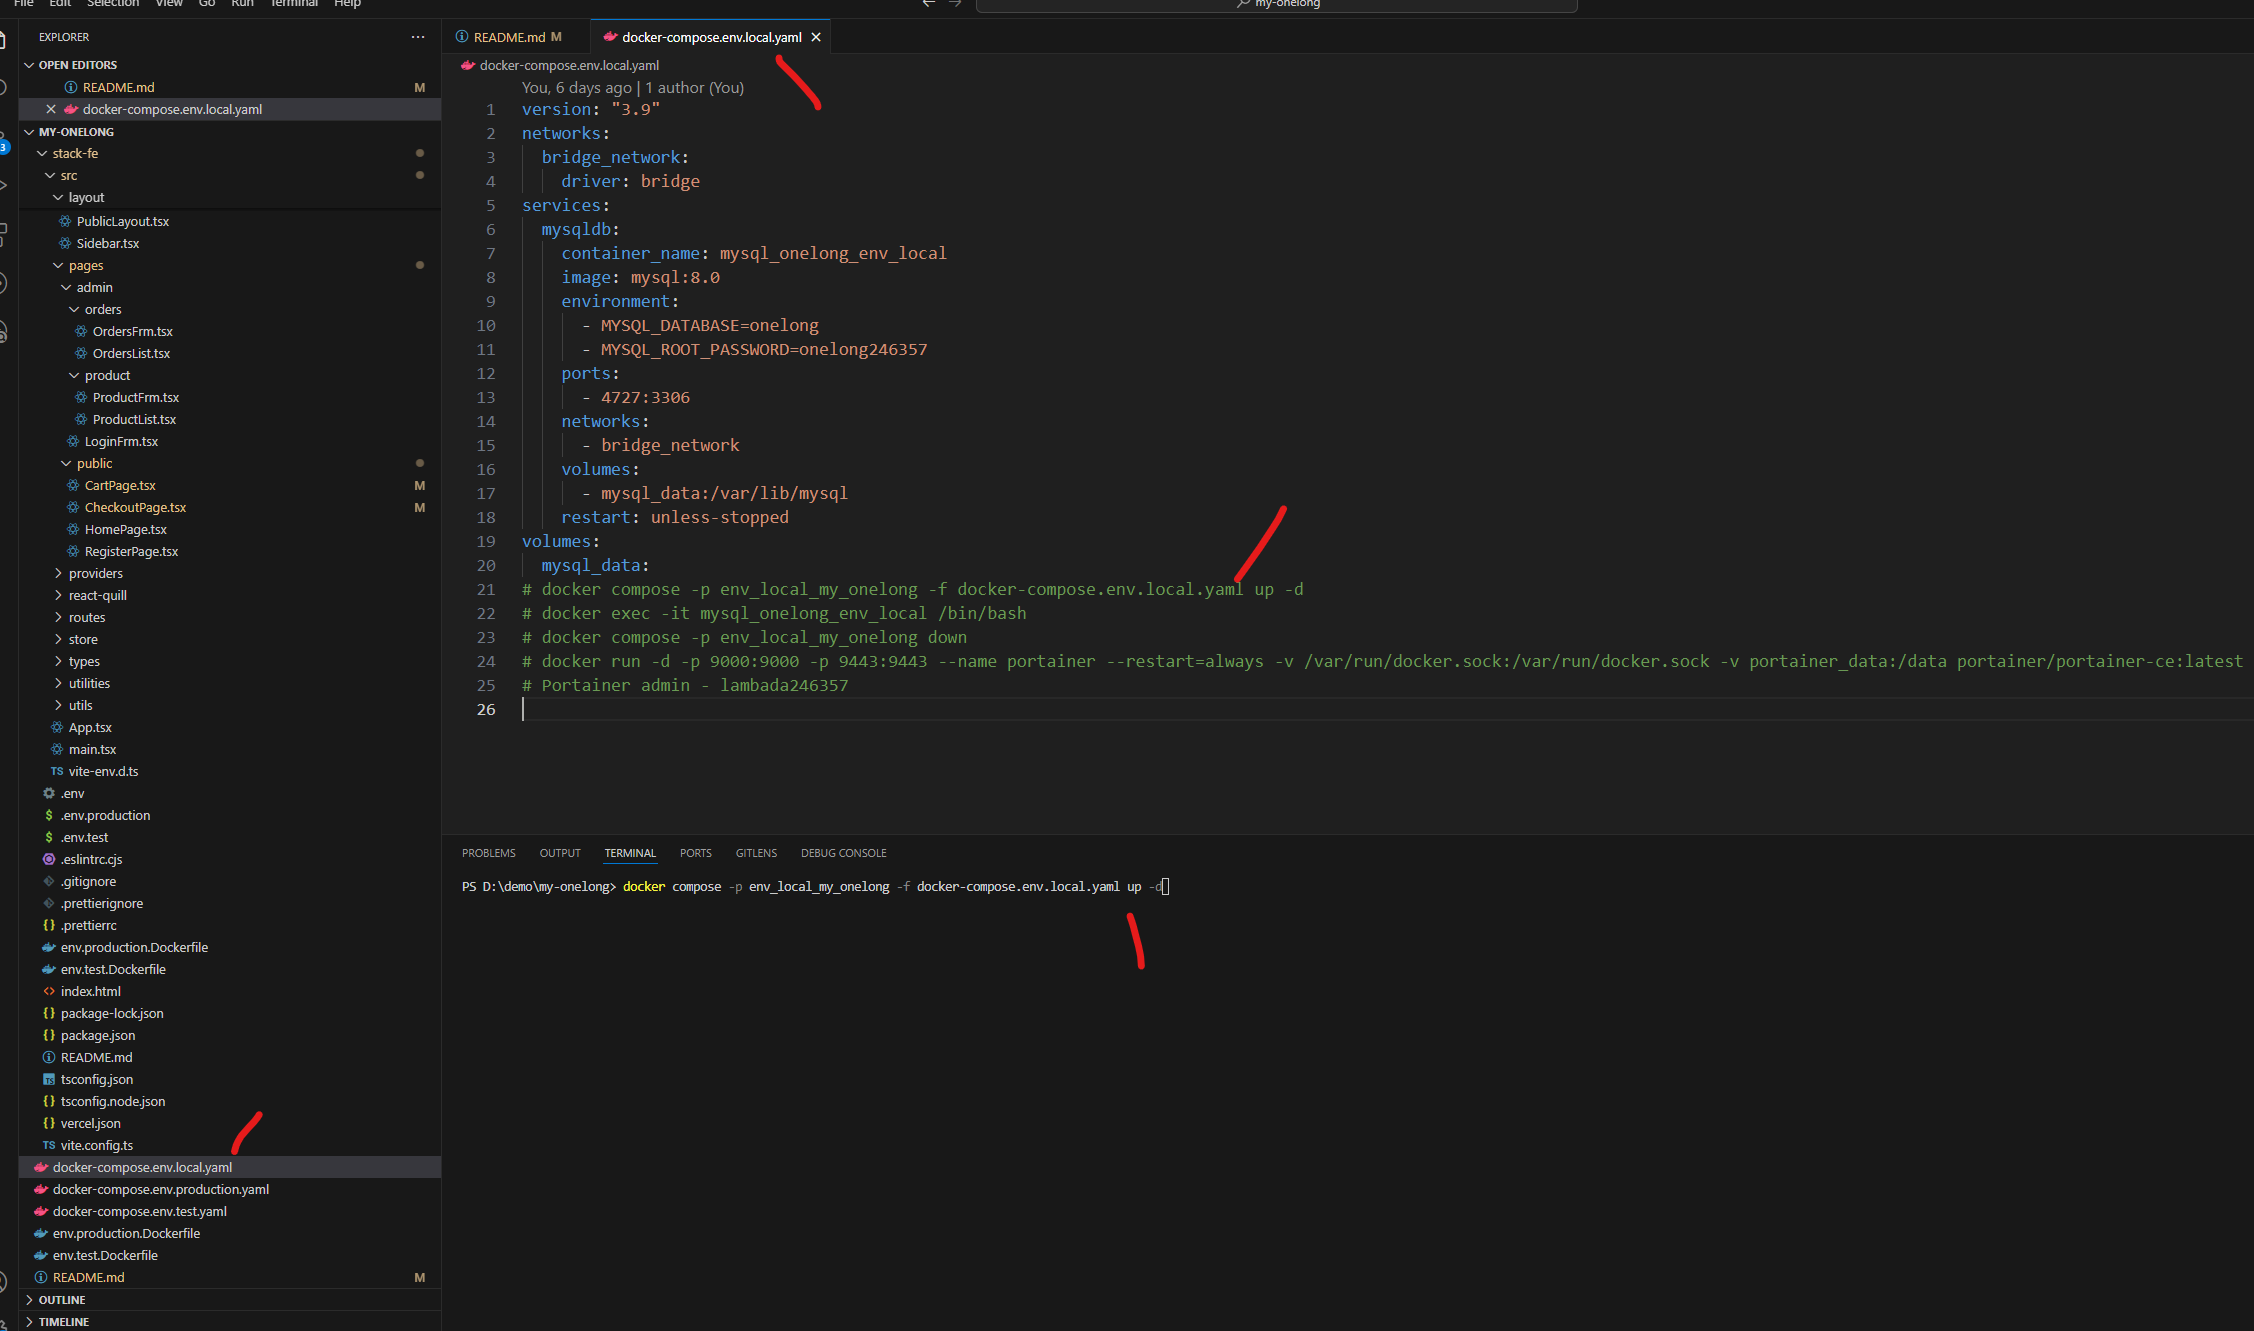 File Edit Selection View Go Run Terminal Help
my-onelong
EXPLORER
OPEN EDITORS
README.md M
docker-compose.env.local.yaml
MY-ONELONG
stack-fe
src
layout
PublicLayout.tsx
Sidebar.tsx
pages
admin
orders
OrdersFrm.tsx
OrdersList.tsx
product
ProductFrm.tsx
ProductList.tsx
LoginFrm.tsx
public
CartPage.tsx M
CheckoutPage.tsx M
HomePage.tsx
RegisterPage.tsx
providers
react-quill
routes
store
types
utilities
utils
App.tsx
main.tsx
TS vite-env.d.ts
.env
$ .env.production
$ .env.test
.eslintrc.cjs
.gitignore
.prettierignore
{} .prettierrc
env.production.Dockerfile
env.test.Dockerfile
<> index.html
{} package-lock.json
{} package.json
README.md
tsconfig.json
{} tsconfig.node.json
{} vercel.json
TS vite.config.ts
docker-compose.env.local.yaml
docker-compose.env.production.yaml
docker-compose.env.test.yaml
env.production.Dockerfile
env.test.Dockerfile
README.md M
OUTLINE
TIMELINE
3
README.md M docker-compose.env.local.yaml
docker-compose.env.local.yaml
You, 6 days ago | 1 author (You)
1 version: "3.9"
2 networks:
3 bridge_network:
4 driver: bridge
5 services:
6 mysqldb:
7 container_name: mysql_onelong_env_local
8 image: mysql:8.0
9 environment:
10 - MYSQL_DATABASE=onelong
11 - MYSQL_ROOT_PASSWORD=onelong246357
12 ports:
13 - 4727:3306
14 networks:
15 - bridge_network
16 volumes:
17 - mysql_data:/var/lib/mysql
18 restart: unless-stopped
19 volumes:
20 mysql_data:
21 # docker compose -p env_local_my_onelong -f docker-compose.env.local.yaml up -d
22 # docker exec -it mysql_onelong_env_local /bin/bash
23 # docker compose -p env_local_my_onelong down
24 # docker run -d -p 9000:9000 -p 9443:9443 --name portainer --restart=always -v /var/run/docker.sock:/var/run/docker.sock -v portainer_data:/data portainer/portainer-ce:latest
25 # Portainer admin - lambada246357
26
PROBLEMS OUTPUT TERMINAL PORTS GITLENS DEBUG CONSOLE
PS D:\demo\my-onelong> docker compose -p env_local_my_onelong -f docker-compose.env.local.yaml up -d